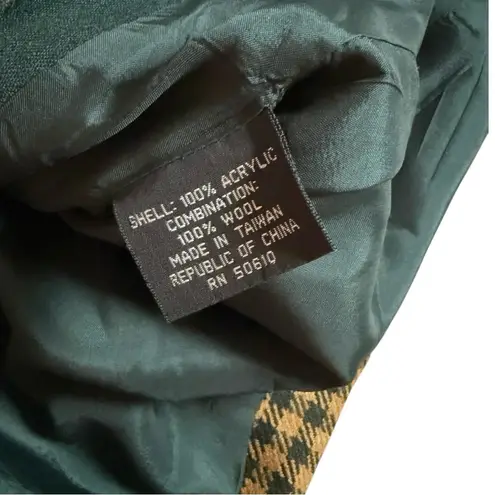 SHELL: 100% ACRYLIC
COMBINATION:
100% WOOL
MADE IN TAIWAN
REPUBLIC OF CHINA
RN 50610